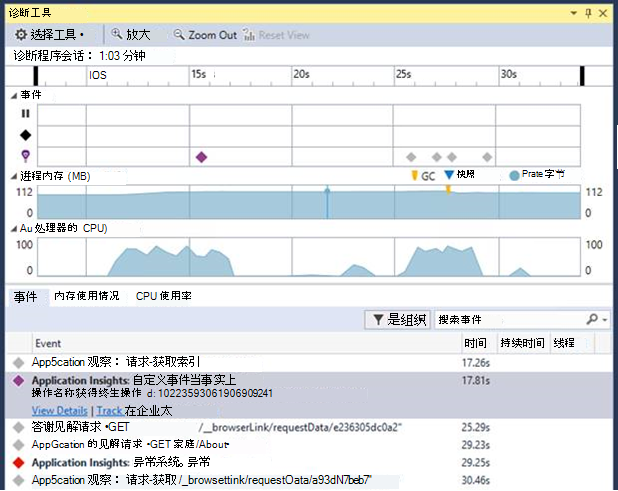 诊断工具
选择工具 放大 Zoom Out Reset View
诊断程序会话: 1:03 分钟
IOS 15s 20s 25s 30s
事件
进程内存 (MB) GC 快照 Prate 字节
112 112
0 0
Au 处理器的 CPU)
100 100
0 0
事件 内存使用情况 CPU 使用率
是组织 搜索事件
Event 时间 持续时间 线程
App5cation 观察: 请求-获取索引 17.26s
Application Insights: 自定义事件当事实上 17.81s
操作名称获得终生操作 d: 10223593061906909241
View Details | Track 在企业太
答谢见解请求 •GET /__browserLink/requestData/e236305dc0a2" 25.29s
AppGcation 的见解请求 •GET 家庭/About• 29.23s
Application Insights: 异常系统, 异常 29.25s
App5cation 观察: 请求-获取 /_browsettink/requestOata/a93dN7beb7" 30.46s